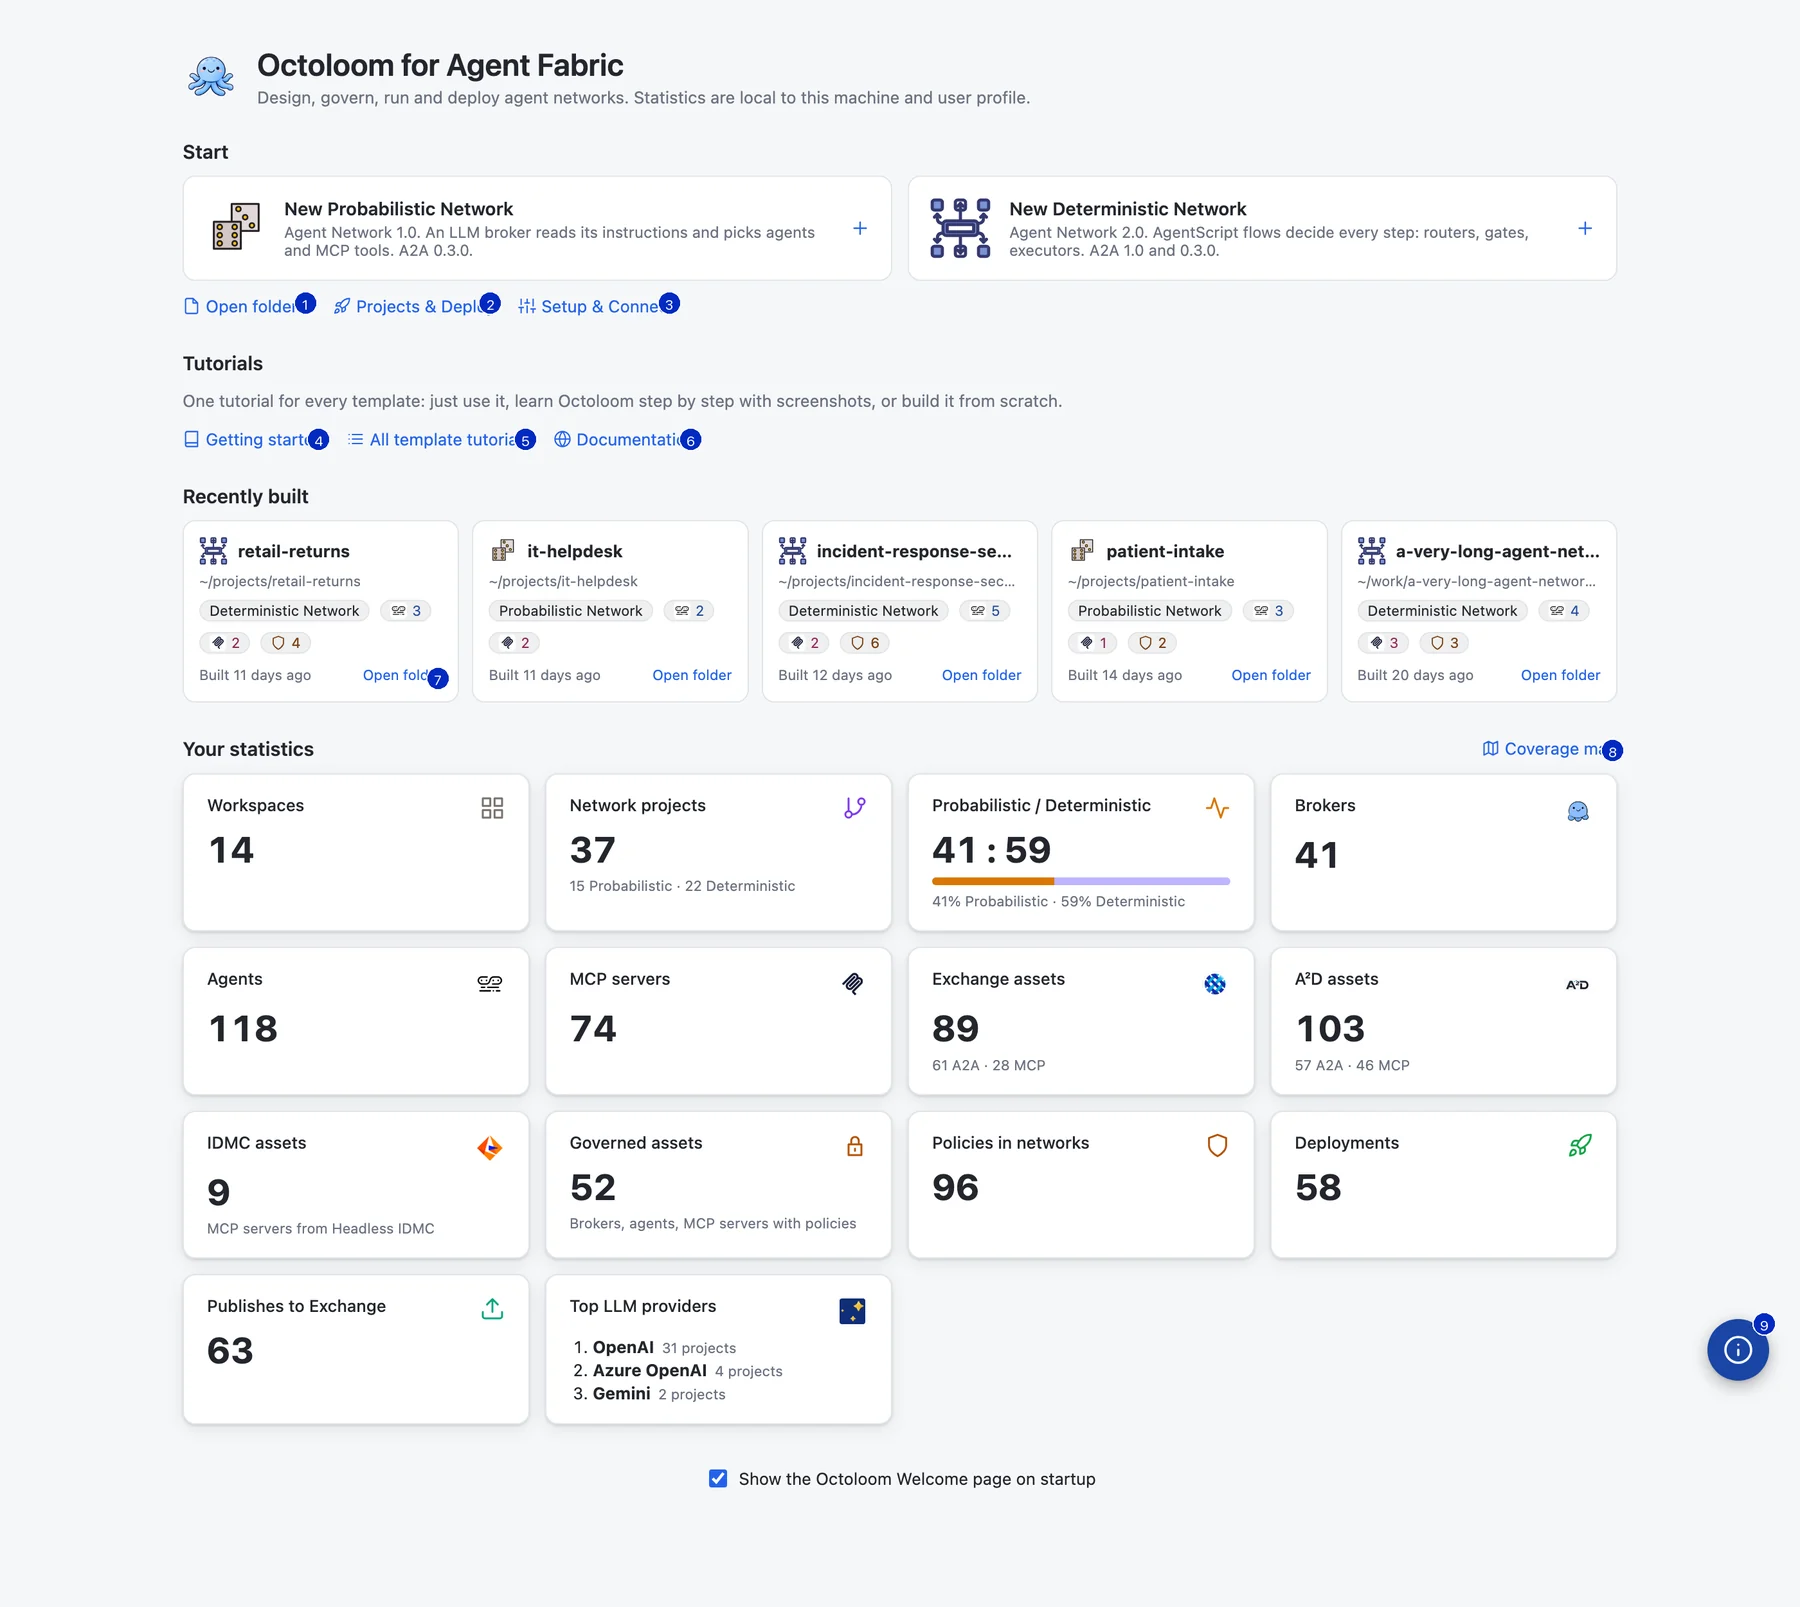 Octoloom for Agent Fabric
Design, govern, run and deploy agent networks. Statistics are local to this machine and user profile.
Start
New Probabilistic Network
Agent Network 1.0. An LLM broker reads its instructions and picks agents
and MCP tools. A2A 0.3.0.
+
New Deterministic Network
Agent Network 2.0. AgentScript flows decide every step: routers, gates,
executors. A2A 1.0 and 0.3.0.
+
Open folder 1 Projects & Deplo 2 Setup & Conne 3
Tutorials
One tutorial for every template: just use it, learn Octoloom step by step with screenshots, or build it from scratch.
Getting starte 4 All template tutoria 5 Documentati 6
Recently built
retail-returns
~/projects/retail-returns
Deterministic Network 3
2 4
Built 11 days ago Open fold 7
it-helpdesk
~/projects/it-helpdesk
Probabilistic Network 2
2
Built 11 days ago Open folder
incident-response-se...
~/projects/incident-response-sec...
Deterministic Network 5
2 6
Built 12 days ago Open folder
patient-intake
~/projects/patient-intake
Probabilistic Network 3
1 2
Built 14 days ago Open folder
a-very-long-agent-net...
~/work/a-very-long-agent-networ...
Deterministic Network 4
3 3
Built 20 days ago Open folder
Your statistics
Coverage ma 8
Workspaces
14
Network projects
37
15 Probabilistic · 22 Deterministic
Probabilistic / Deterministic
41 : 59
41% Probabilistic · 59% Deterministic
Brokers
41
Agents
118
MCP servers
74
Exchange assets
89
61 A2A · 28 MCP
A²D assets
A²D
103
57 A2A · 46 MCP
IDMC assets
9
MCP servers from Headless IDMC
Governed assets
52
Brokers, agents, MCP servers with policies
Policies in networks
96
Deployments
58
Publishes to Exchange
63
Top LLM providers
1. OpenAI 31 projects
2. Azure OpenAI 4 projects
3. Gemini 2 projects
9
Show the Octoloom Welcome page on startup